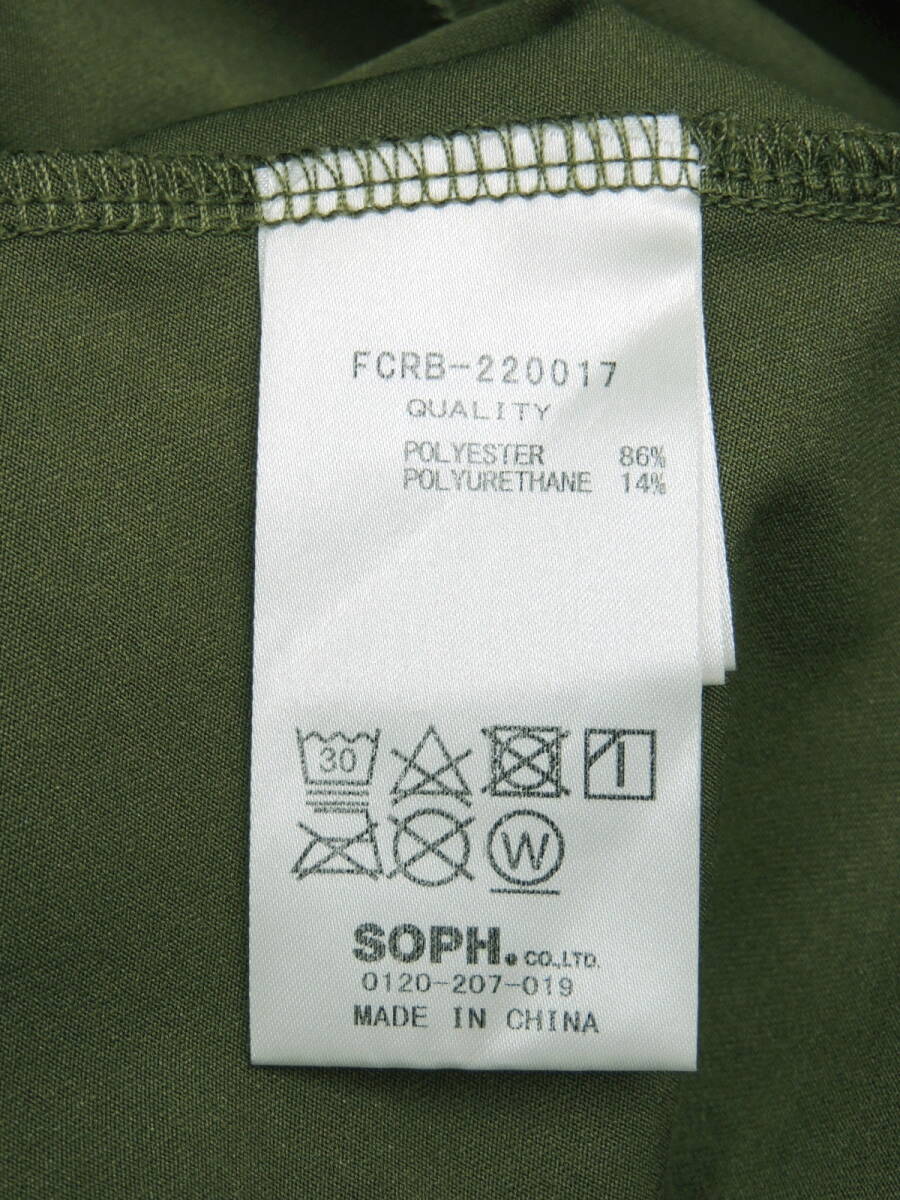 FCRB-220017
QUALITY
POLYESTER 86%
POLYURETHANE 14%
30
W
SOPH. CO.,LTD.
0120-207-019
MADE IN CHINA